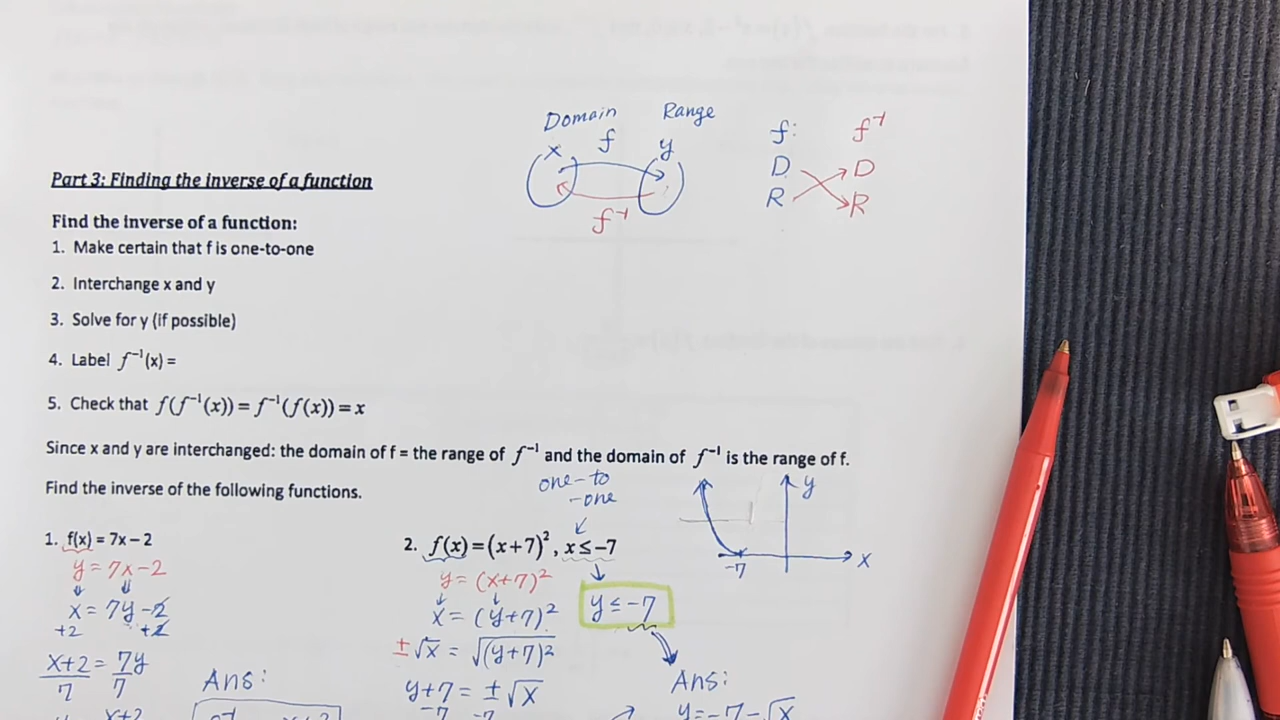 Domain Range
f
x y
f⁻¹
f: f⁻¹
D D
R R
Part 3: Finding the inverse of a function
Find the inverse of a function:
1. Make certain that f is one-to-one
2. Interchange x and y
3. Solve for y (if possible)
4. Label f⁻¹(x) =
5. Check that f(f⁻¹(x)) = f⁻¹(f(x)) = x
Since x and y are interchanged: the domain of f = the range of f⁻¹ and the domain of f⁻¹ is the range of f.
Find the inverse of the following functions.
1. f(x) = 7x – 2
y = 7x - 2
x = 7y - 2
+2 +2
x+2 = 7y
7 7
x+2
Ans:
one-to
-one
2. f(x) = (x+7)², x ≤ –7
y = (x+7)²
x = (y+7)²
y ≤ -7
±√x = √(y+7)²
y+7 = ±√x
-7 -7
y
x
-7
Ans:
y = -7 - √x